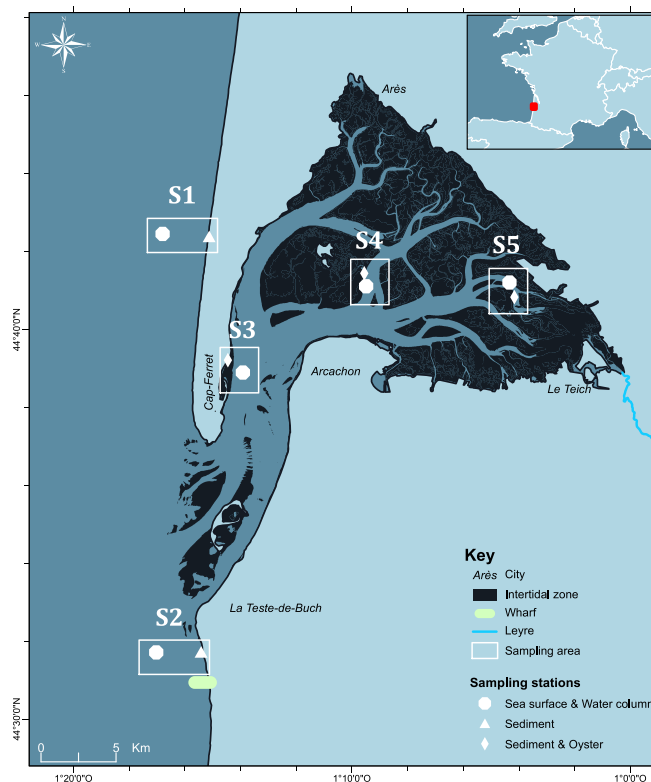 N
W E
S
Arès
S1
S4
S5
S3
Cap-Ferret
Arcachon
Le Teich
S2
La Teste-de-Buch
44°40'0"N
44°30'0"N
Key
Arès City
Intertidal zone
Wharf
Leyre
Sampling area
Sampling stations
Sea surface & Water column
Sediment
Sediment & Oyster
0 5 Km
1°20'0"O
1°10'0"O
1°0'0"O